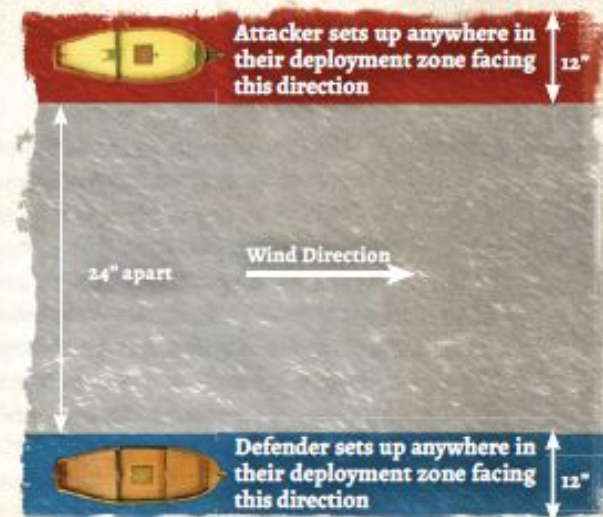 Attacker sets up anywhere in
their deployment zone facing
this direction
12"
Wind Direction
24" apart
Defender sets up anywhere in
their deployment zone facing
this direction
12"